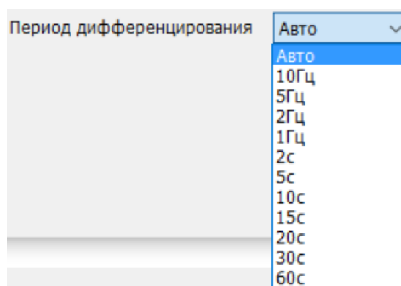 Период дифференцирования Авто
Авто
10Гц
5Гц
2Гц
1Гц
2с
5с
10с
15с
20с
30с
60с